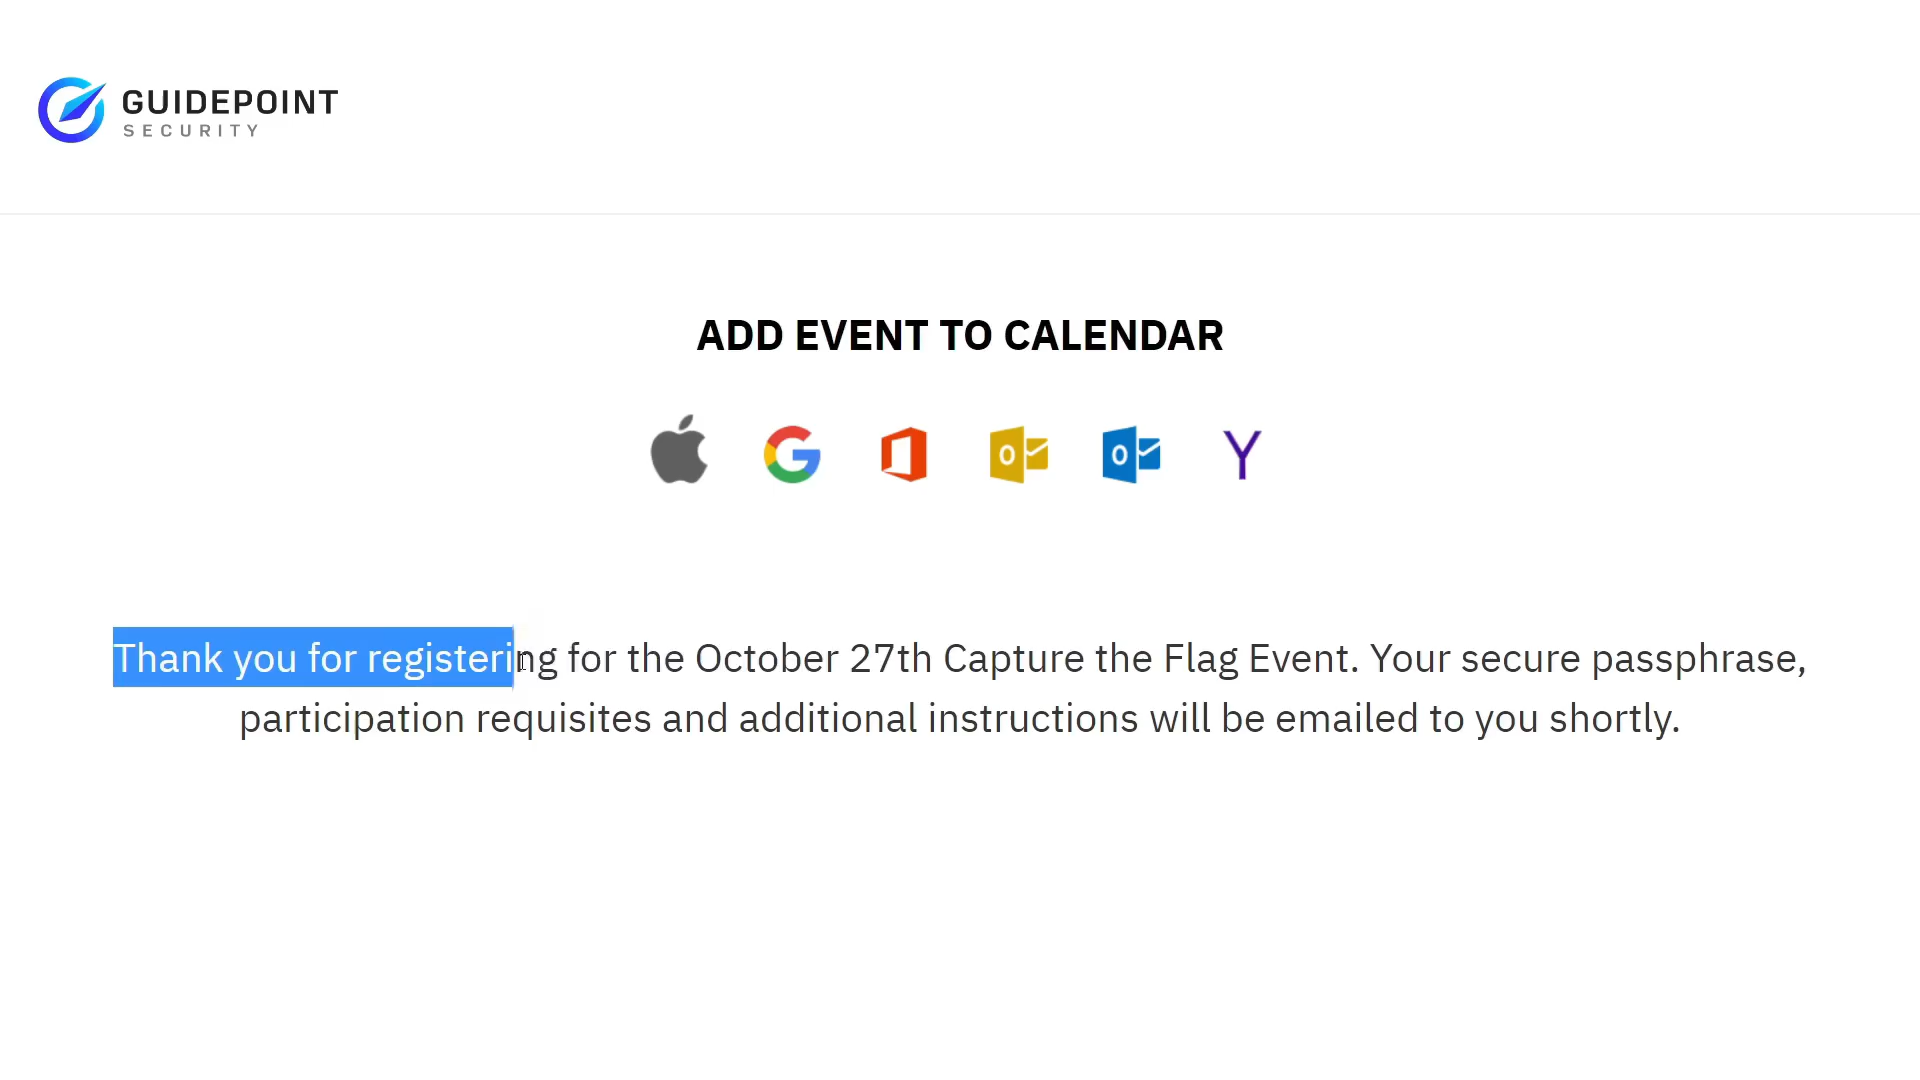 GUIDEPOINT
SECURITY
ADD EVENT TO CALENDAR
Thank you for registering for the October 27th Capture the Flag Event. Your secure passphrase,
participation requisites and additional instructions will be emailed to you shortly.